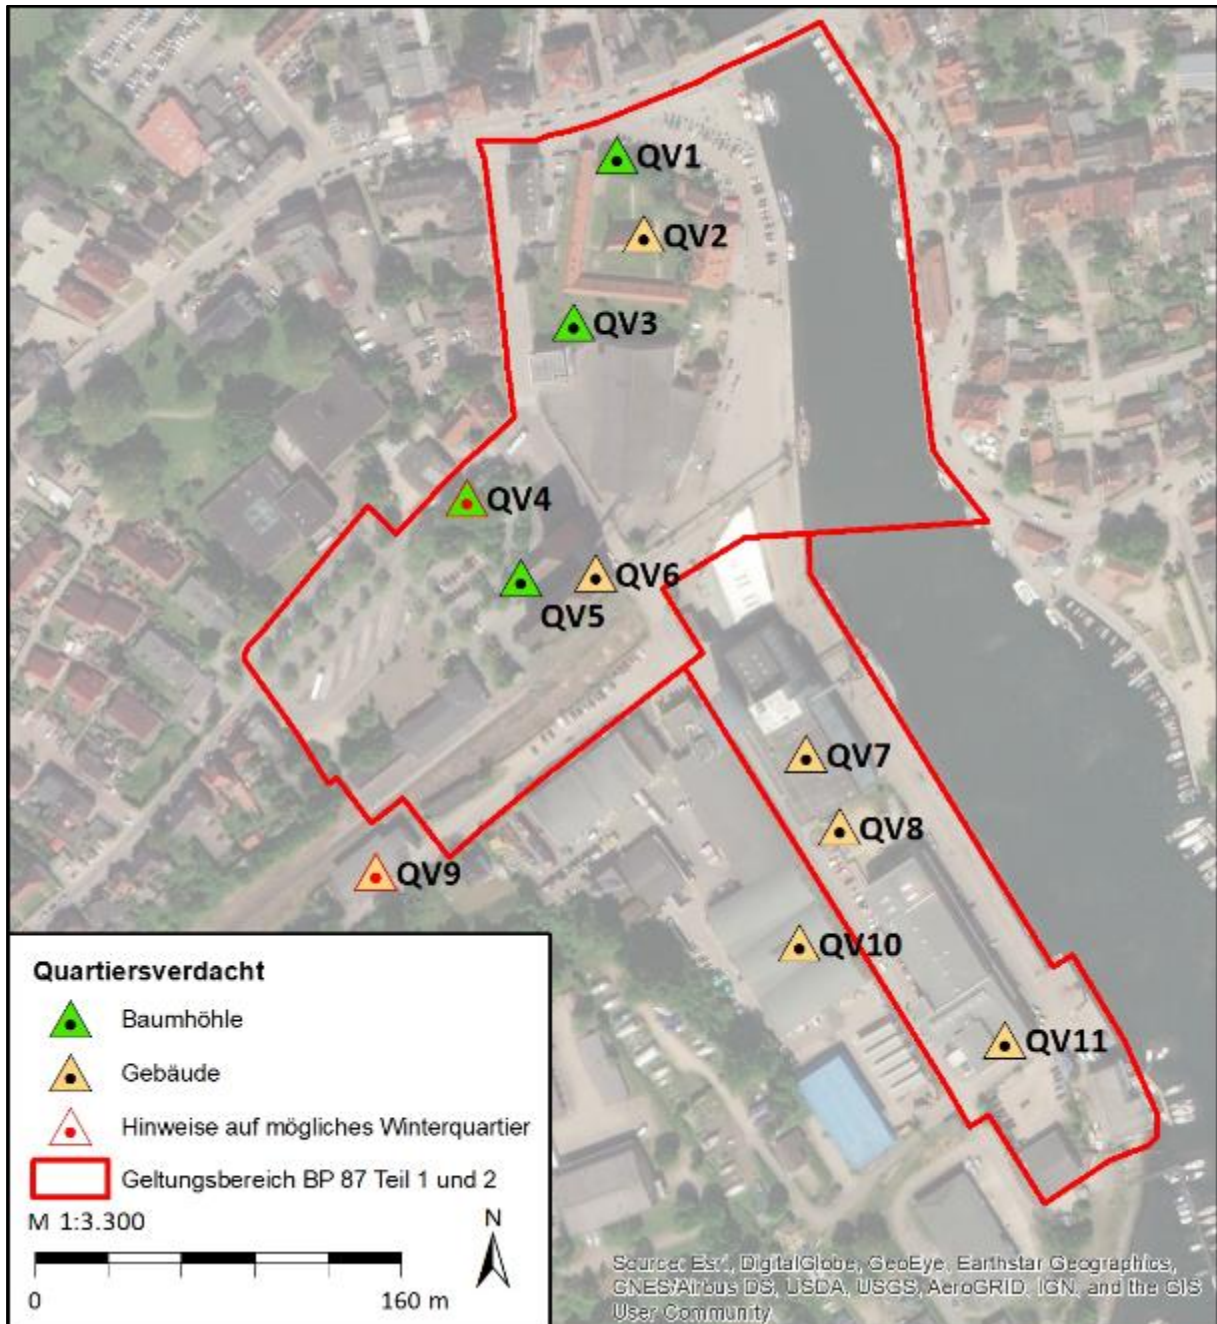 QV1
QV2
QV3
QV4
QV5
QV6
QV7
QV8
QV9
QV10
QV11
Quartiersverdacht
Baumhöhle
Gebäude
Hinweise auf mögliches Winterquartier
Geltungsbereich BP 87 Teil 1 und 2
M 1:3.300
N
0 160 m
Source: Esri, DigitalGlobe, GeoEye, Earthstar Geographics,
CNES/Airbus DS, USDA, USGS, AeroGRID, IGN, and the GIS
User Community